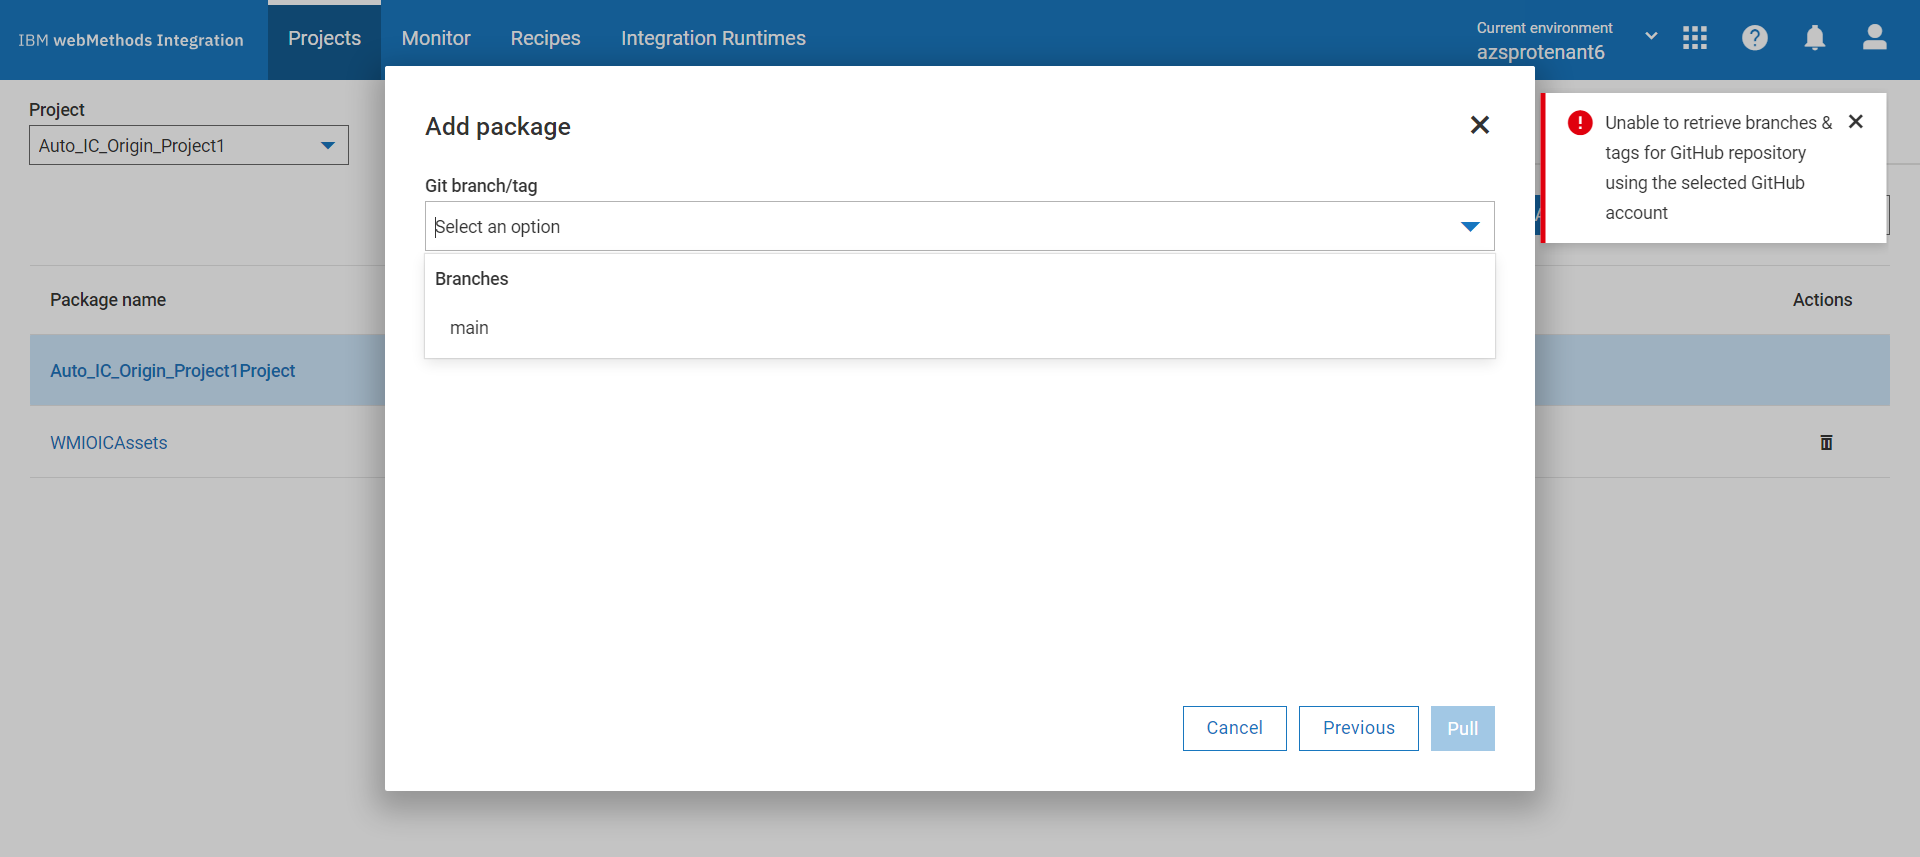 IBM webMethods Integration
Projects
Monitor
Recipes
Integration Runtimes
Current environment
azsprotenant6
Project
Auto_IC_Origin_Project1
Add package
Git branch/tag
Select an option
Branches
main
Unable to retrieve branches &
tags for GitHub repository
using the selected GitHub
account
Package name
Actions
Auto_IC_Origin_Project1Project
WMIOICAssets
Cancel
Previous
Pull